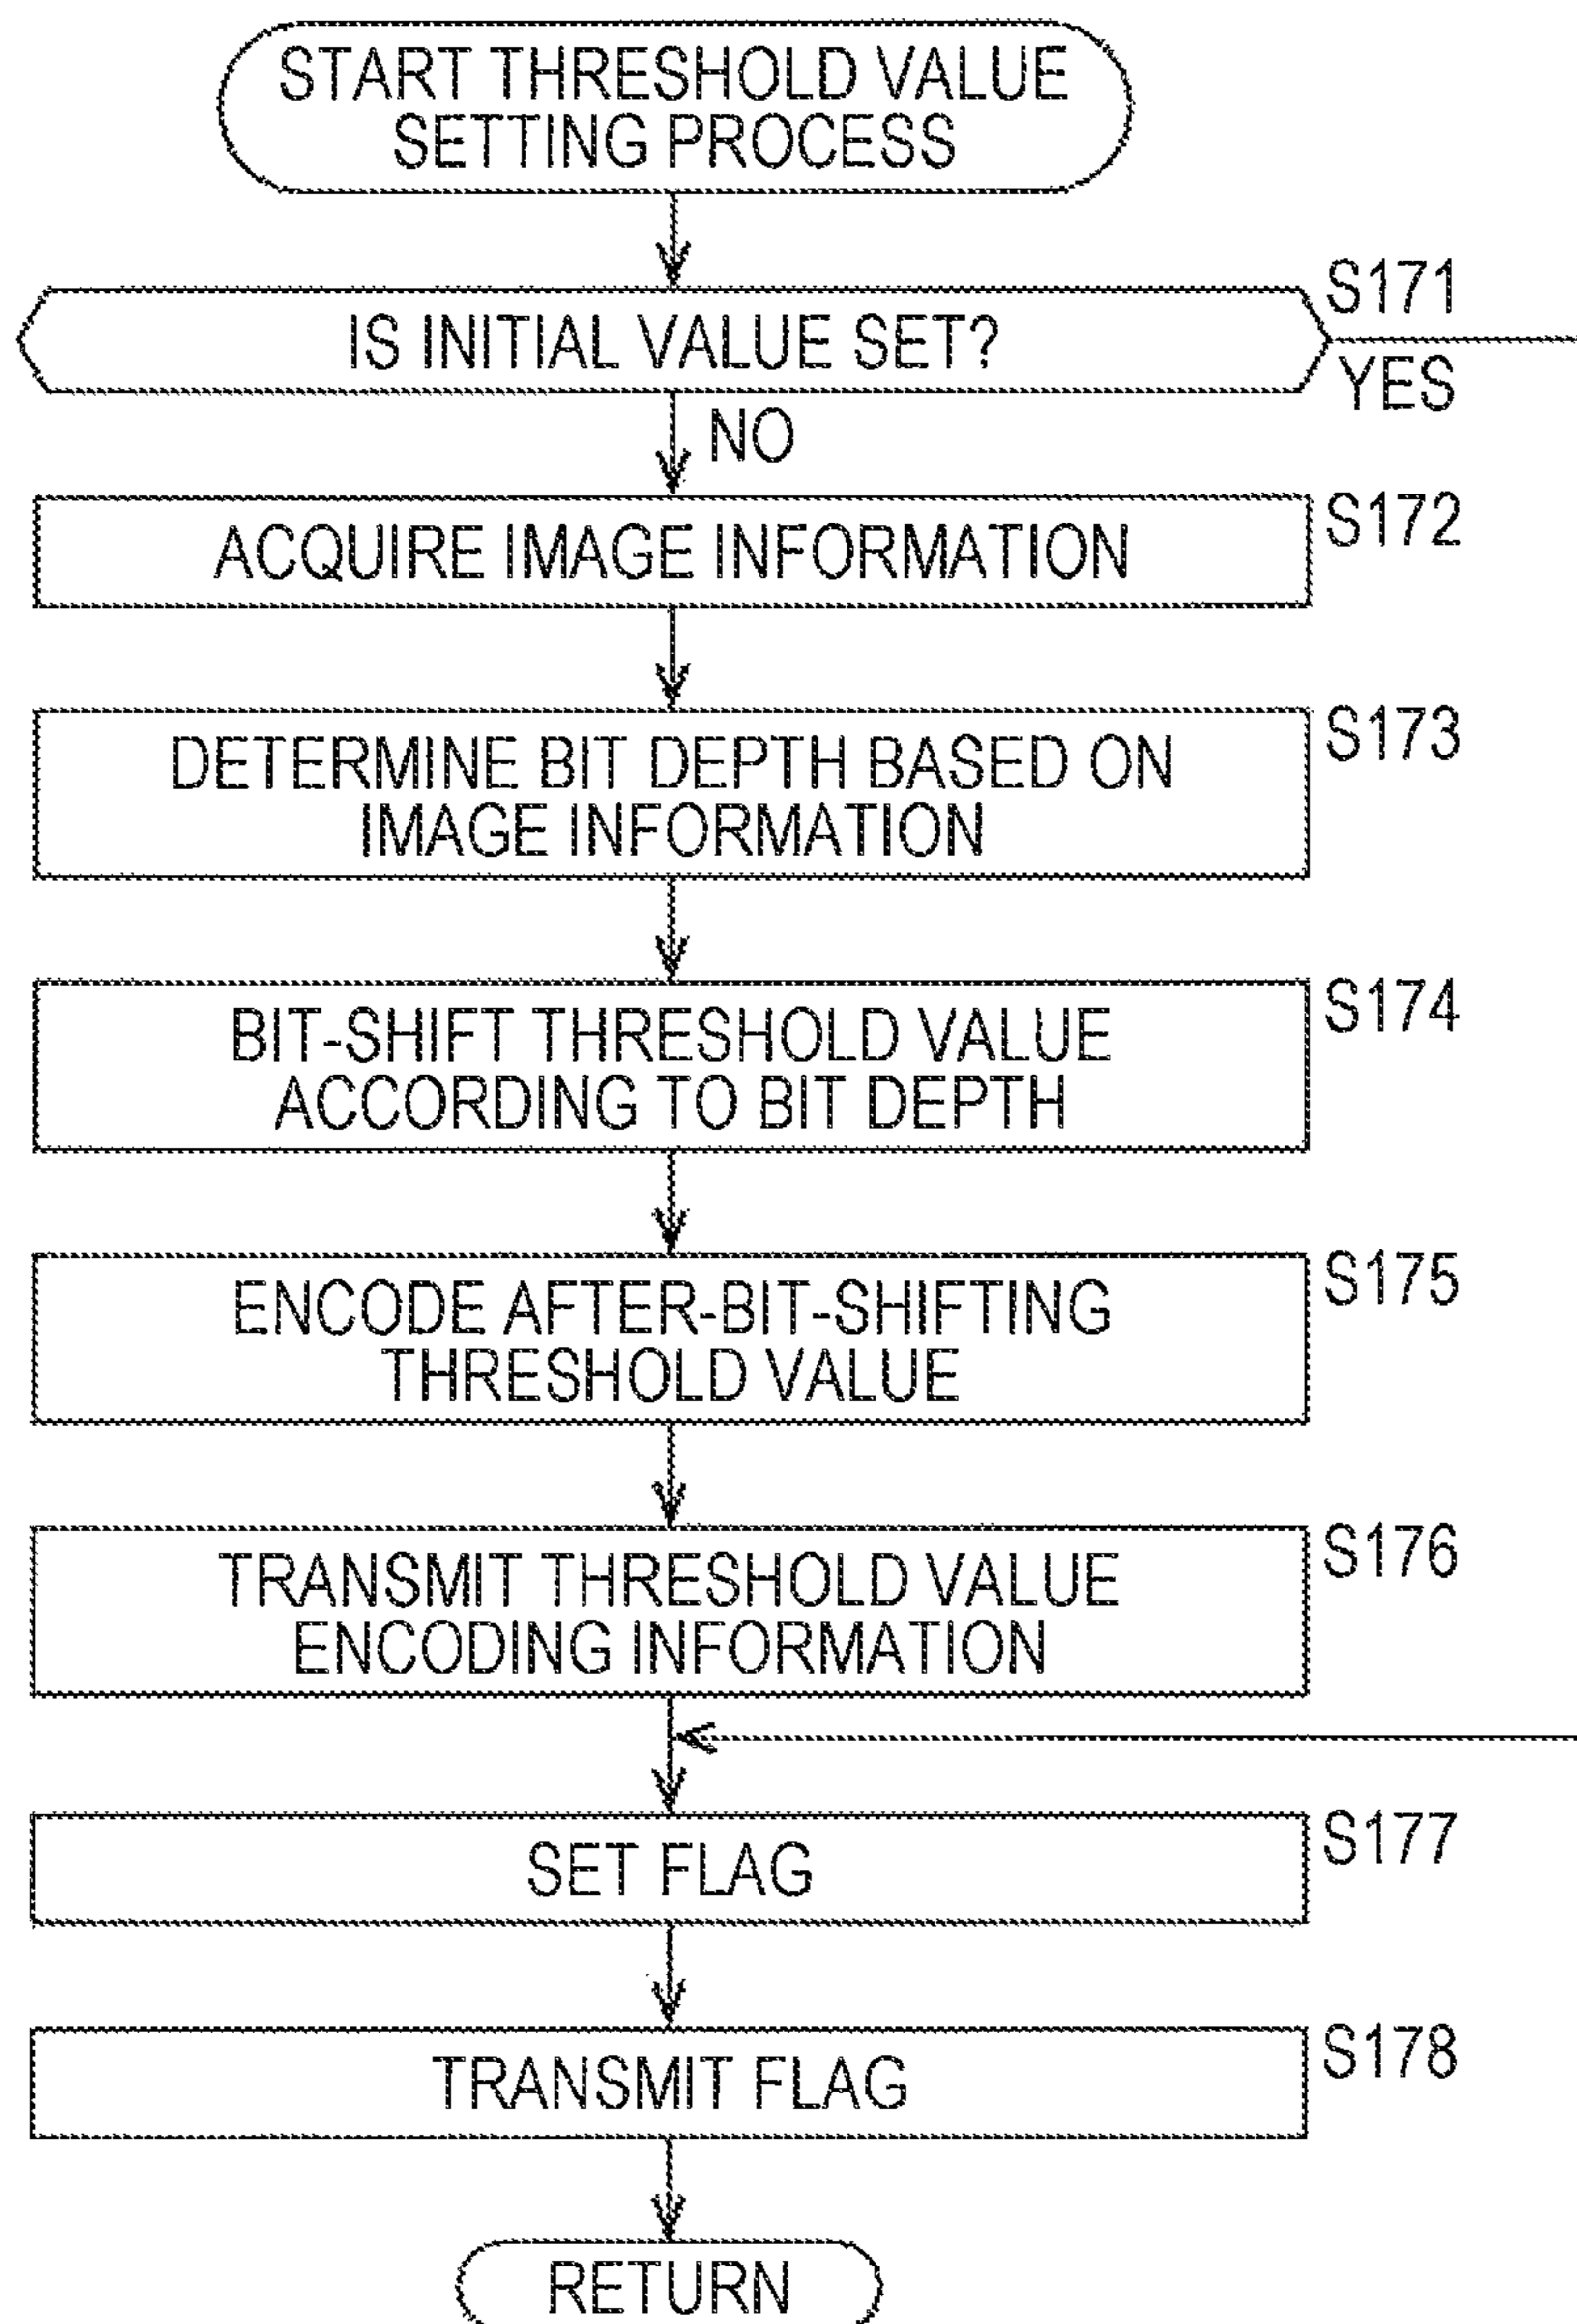 START THRESHOLD VALUE
SETTING PROCESS
IS INITIAL VALUE SET?
S171
YES
NO
ACQUIRE IMAGE INFORMATION
S172
DETERMINE BIT DEPTH BASED ON
IMAGE INFORMATION
S173
BIT-SHIFT THRESHOLD VALUE
ACCORDING TO BIT DEPTH
S174
ENCODE AFTER-BIT-SHIFTING
THRESHOLD VALUE
S175
TRANSMIT THRESHOLD VALUE
ENCODING INFORMATION
S176
SET FLAG
S177
TRANSMIT FLAG
S178
RETURN